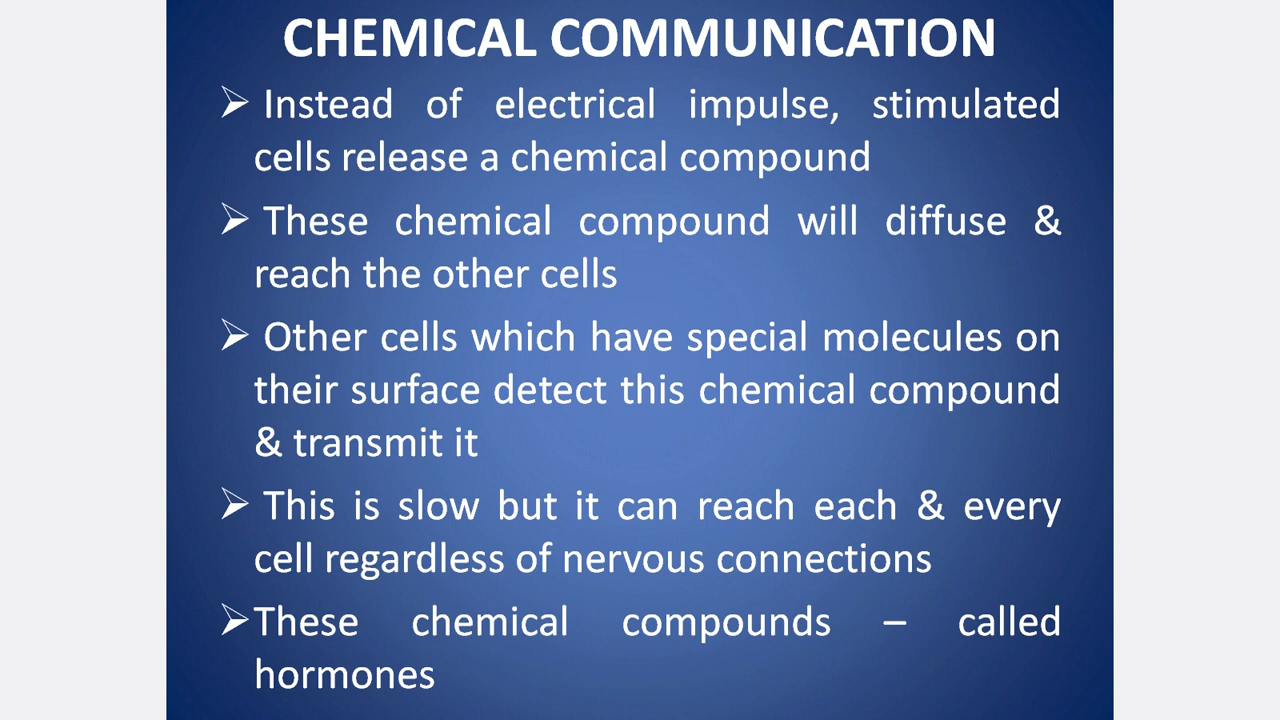 CHEMICAL COMMUNICATION
➢ Instead of electrical impulse, stimulated
cells release a chemical compound
➢ These chemical compound will diffuse &
reach the other cells
➢ Other cells which have special molecules on
their surface detect this chemical compound
& transmit it
➢ This is slow but it can reach each & every
cell regardless of nervous connections
➢These chemical compounds – called
hormones